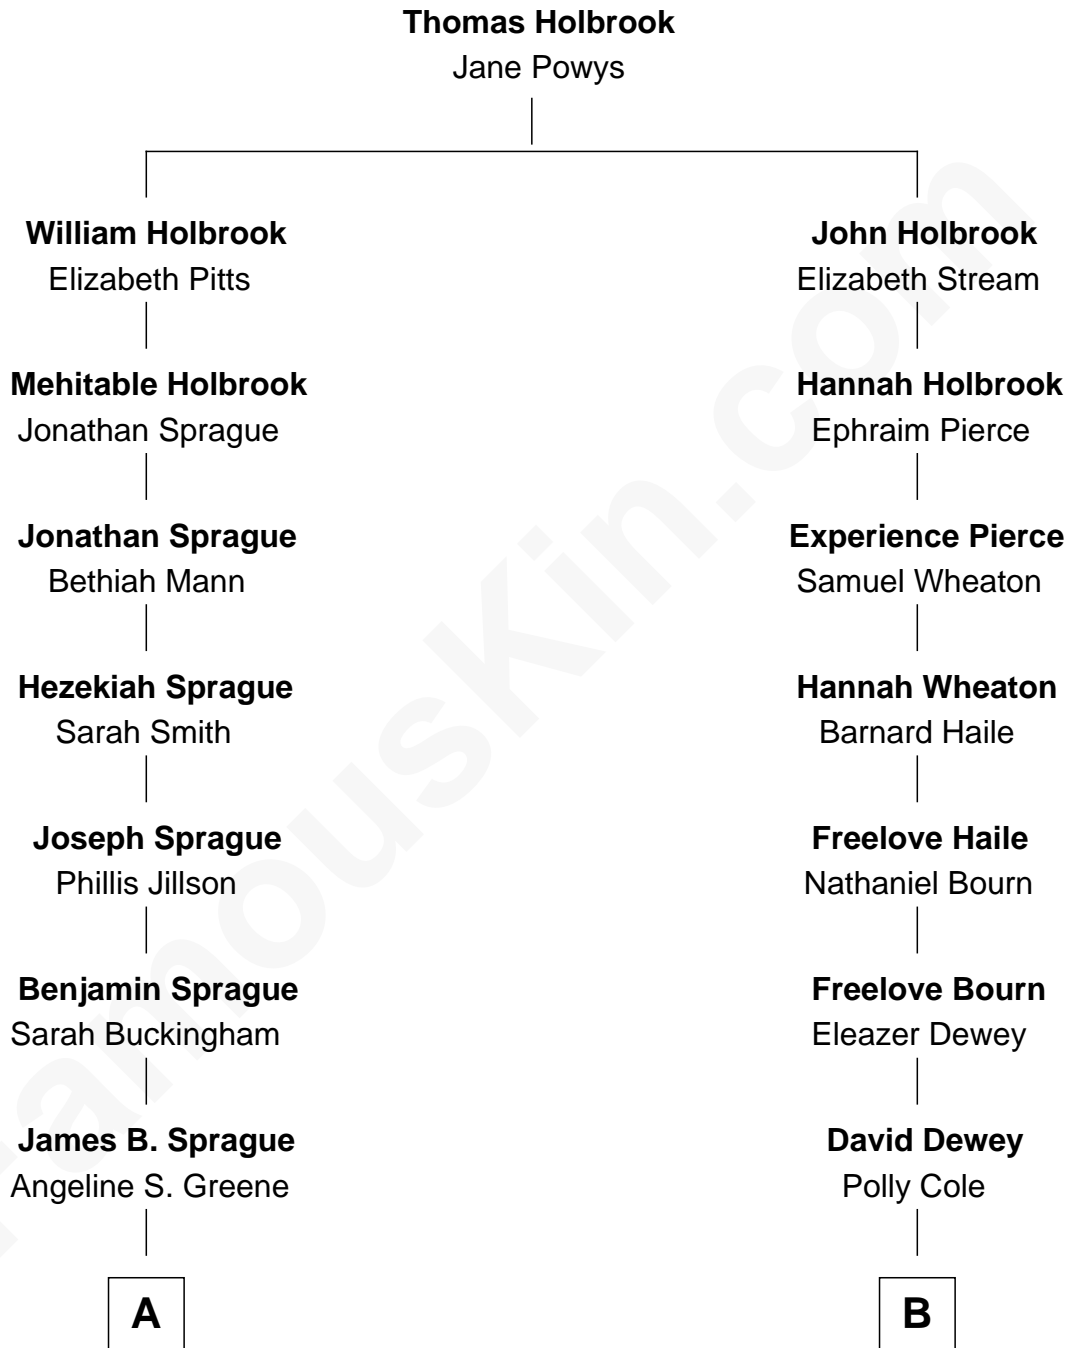 Thomas Holbrook
Jane Powys
William Holbrook
Elizabeth Pitts
Mehitable Holbrook
Jonathan Sprague
Jonathan Sprague
Bethiah Mann
Hezekiah Sprague
Sarah Smith
Joseph Sprague
Phillis Jillson
Benjamin Sprague
Sarah Buckingham
James B. Sprague
Angeline S. Greene
A
John Holbrook
Elizabeth Stream
Hannah Holbrook
Ephraim Pierce
Experience Pierce
Samuel Wheaton
Hannah Wheaton
Barnard Haile
Freelove Haile
Nathaniel Bourn
Freelove Bourn
Eleazer Dewey
David Dewey
Polly Cole
B
FamousKin.com